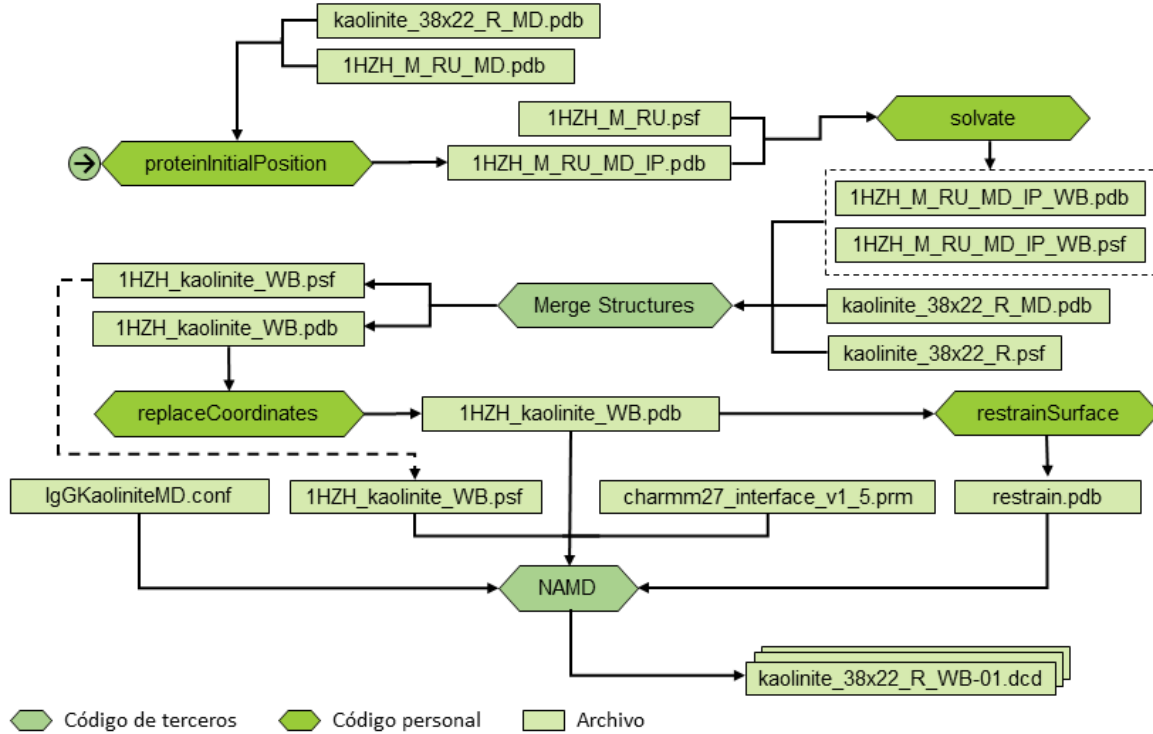 kaolinite_38x22_R_MD.pdb
1HZH_M_RU_MD.pdb
1HZH_M_RU.psf
solvate
proteinInitialPosition
1HZH_M_RU_MD_IP.pdb
1HZH_M_RU_MD_IP_WB.pdb
1HZH_M_RU_MD_IP_WB.psf
1HZH_kaolinite_WB.psf
Merge Structures
kaolinite_38x22_R_MD.pdb
1HZH_kaolinite_WB.pdb
kaolinite_38x22_R.psf
replaceCoordinates
1HZH_kaolinite_WB.pdb
restrainSurface
IgGKaoliniteMD.conf
1HZH_kaolinite_WB.psf
charmm27_interface_v1_5.prm
restrain.pdb
NAMD
kaolinite_38x22_R_WB-01.dcd
Código de terceros
Código personal
Archivo